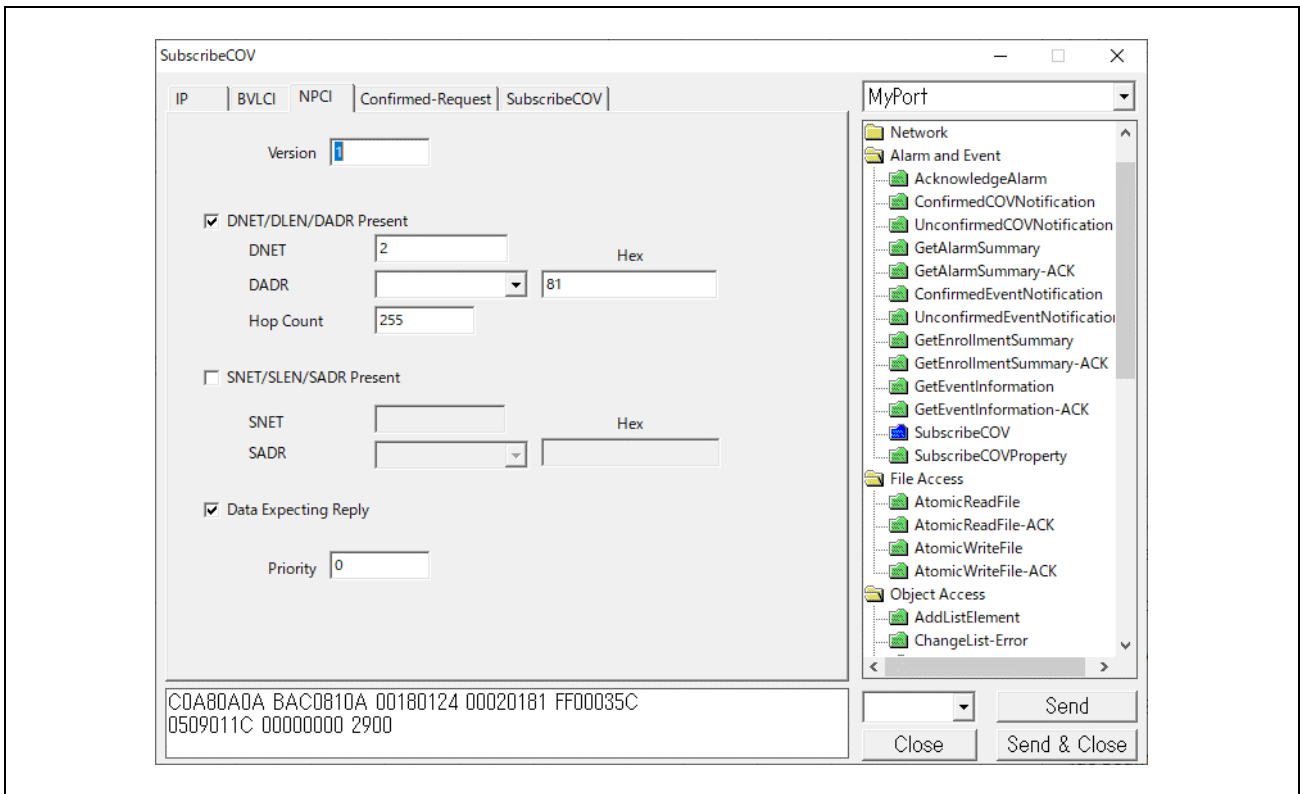 SubscribeCOV
IP
BVLCI
NPCI
Confirmed-Request
SubscribeCOV
Version
1
DNET/DLEN/DADR Present
DNET
2
Hex
DADR
81
Hop Count
255
SNET/SLEN/SADR Present
SNET
Hex
SADR
Data Expecting Reply
Priority
0
C0A80A0A BAC0810A 00180124 00020181 FF00035C
0509011C 00000000 2900
MyPort
Network
Alarm and Event
AcknowledgeAlarm
ConfirmedCOVNotification
UnconfirmedCOVNotification
GetAlarmSummary
GetAlarmSummary-ACK
ConfirmedEventNotification
UnconfirmedEventNotification
GetEnrollmentSummary
GetEnrollmentSummary-ACK
GetEventInformation
GetEventInformation-ACK
SubscribeCOV
SubscribeCOVProperty
File Access
AtomicReadFile
AtomicReadFile-ACK
AtomicWriteFile
AtomicWriteFile-ACK
Object Access
AddListElement
ChangeList-Error
Send
Close
Send & Close